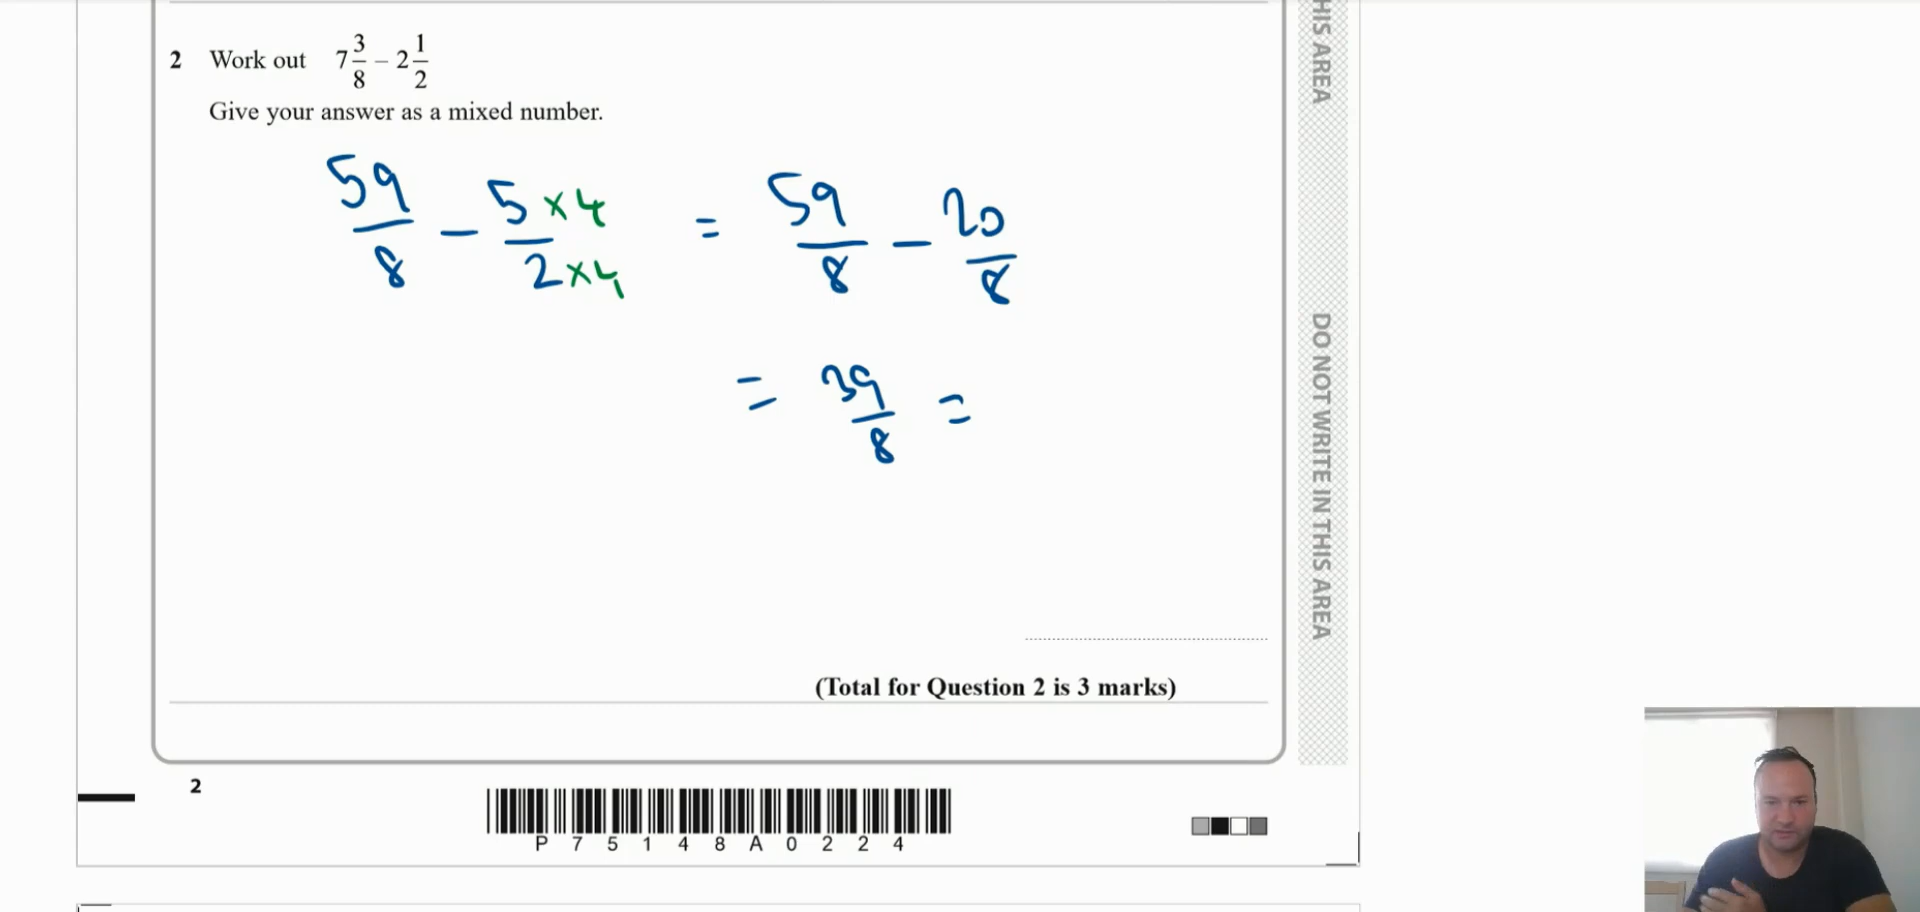 2 Work out 7 3/8 – 2 1/2
Give your answer as a mixed number.
59/8 – 5×4/2×4 = 59/8 – 20/8
= 39/8 =
(Total for Question 2 is 3 marks)
2
P 7 5 1 4 8 A 0 2 2 4
HIS AREA
DO NOT WRITE IN THIS AREA